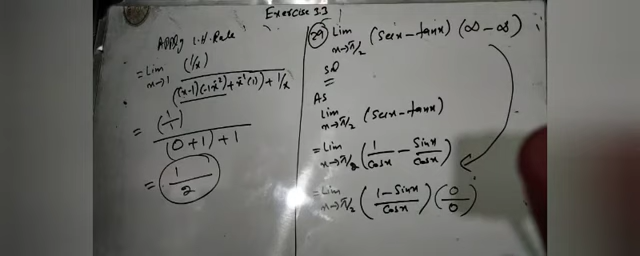 Exercise 3.3
Apply L-H-Rule
= Lim x→1 (1/x) / ((x-1)(-1x^-2) + x^-1(1)) + 1/x
= (1/1) / (0+1)+1
= 1/2
(29) Lim x→π/2 (secx - tanx) (∞ - ∞)
Sol
As
Lim x→π/2 (secx - tanx)
= Lim x→π/2 (1/Cosx - Sinx/Cosx)
= Lim x→π/2 (1-Sinx / Cosx) (0/0)